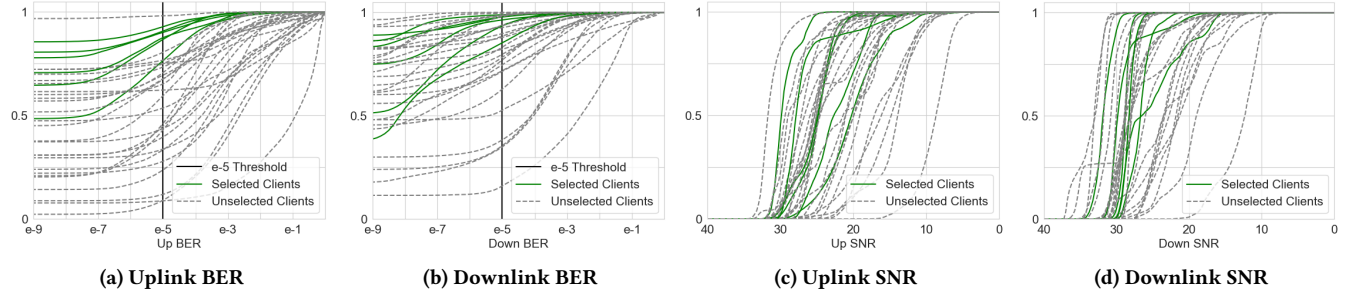 1
0.5
0
e-9
e-7
e-5
e-3
e-1
Up BER
e-5 Threshold
Selected Clients
Unselected Clients
(a) Uplink BER
1
0.5
0
e-9
e-7
e-5
e-3
e-1
Down BER
e-5 Threshold
Selected Clients
Unselected Clients
(b) Downlink BER
1
0.5
0
40
30
20
10
0
Up SNR
Selected Clients
Unselected Clients
(c) Uplink SNR
1
0.5
0
40
30
20
10
0
Down SNR
Selected Clients
Unselected Clients
(d) Downlink SNR